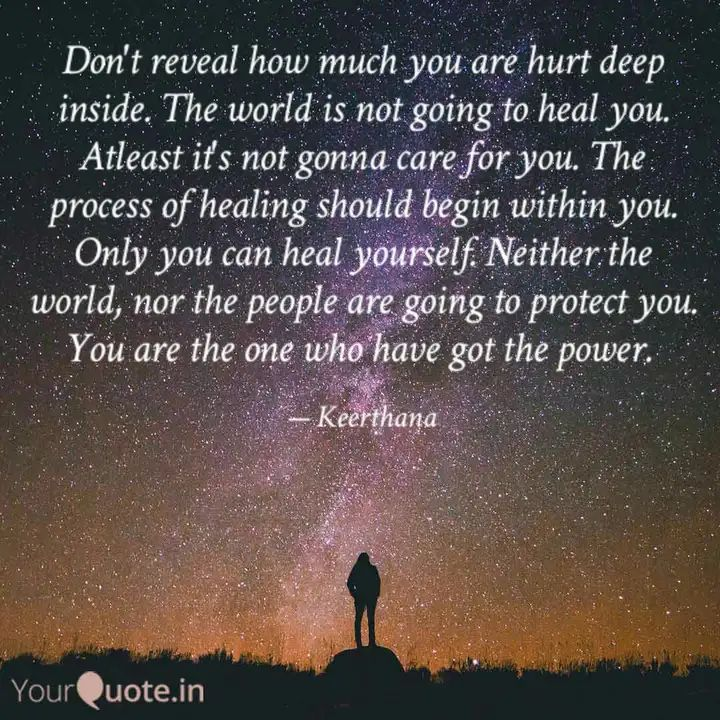 Don't reveal how much you are hurt deep
inside. The world is not going to heal you.
Atleast it's not gonna care for you. The
process of healing should begin within you.
Only you can heal yourself. Neither the
world, nor the people are going to protect you.
You are the one who have got the power.
— Keerthana
YourQuote.in